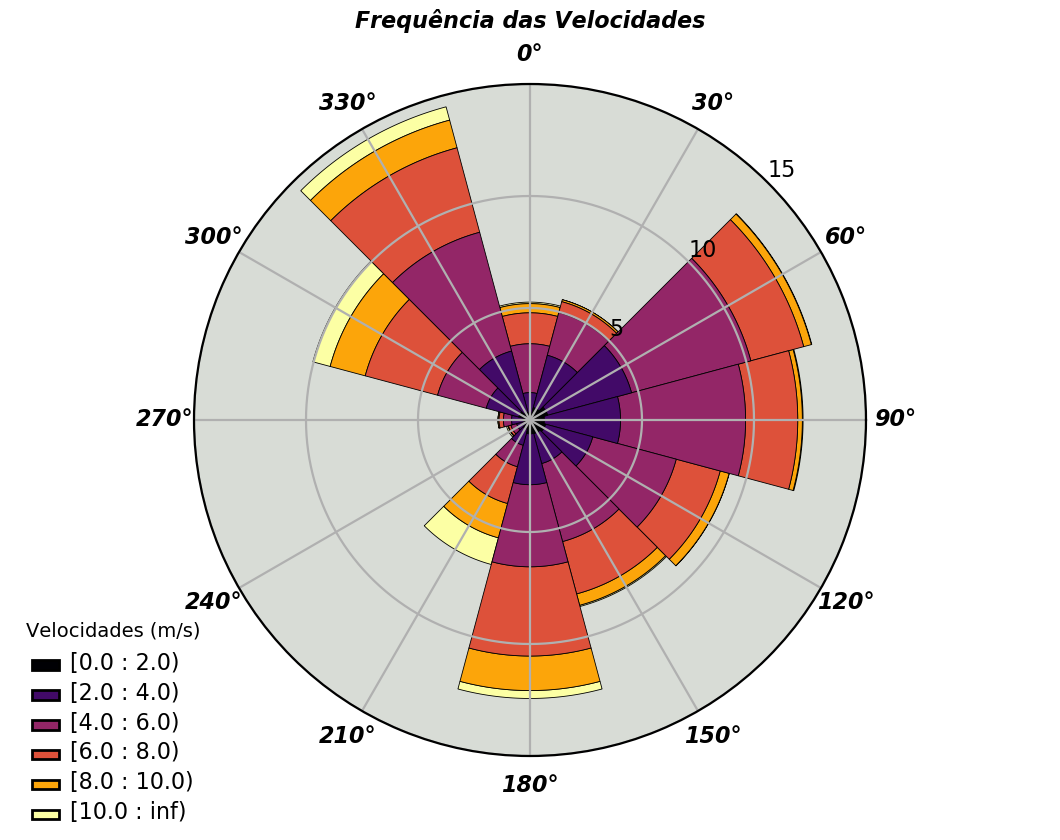 Frequência das Velocidades
0°
330°
30°
15
300°
60°
10
5
270°
90°
240°
120°
210°
150°
180°
Velocidades (m/s)
[0.0 : 2.0)
[2.0 : 4.0)
[4.0 : 6.0)
[6.0 : 8.0)
[8.0 : 10.0)
[10.0 : inf)